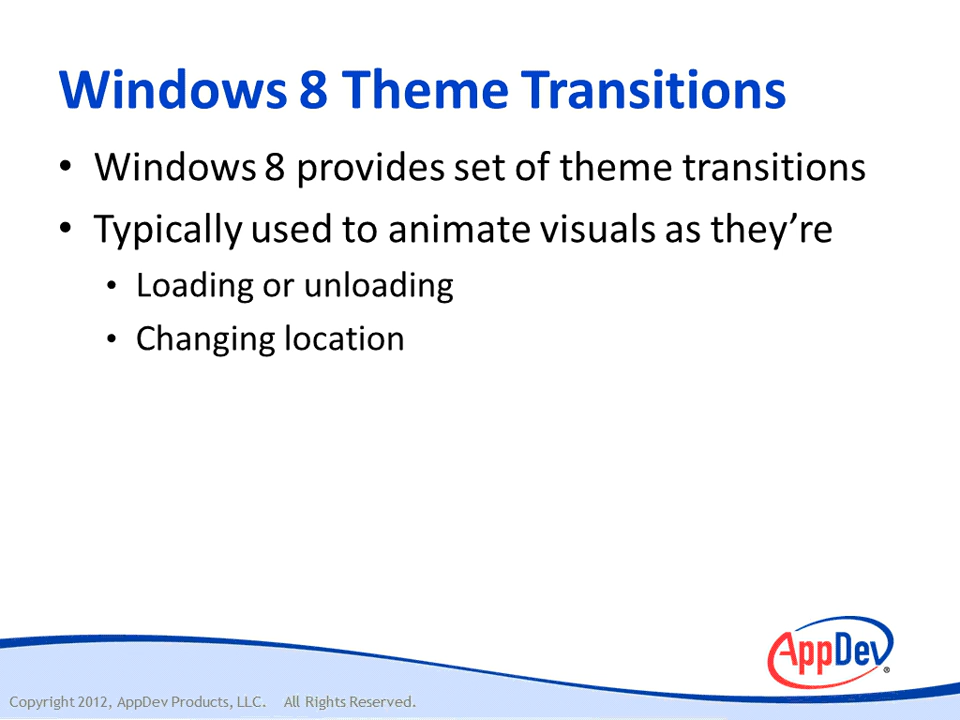 Windows 8 Theme Transitions
• Windows 8 provides set of theme transitions
• Typically used to animate visuals as they’re
• Loading or unloading
• Changing location
AppDev®
Copyright 2012, AppDev Products, LLC. All Rights Reserved.